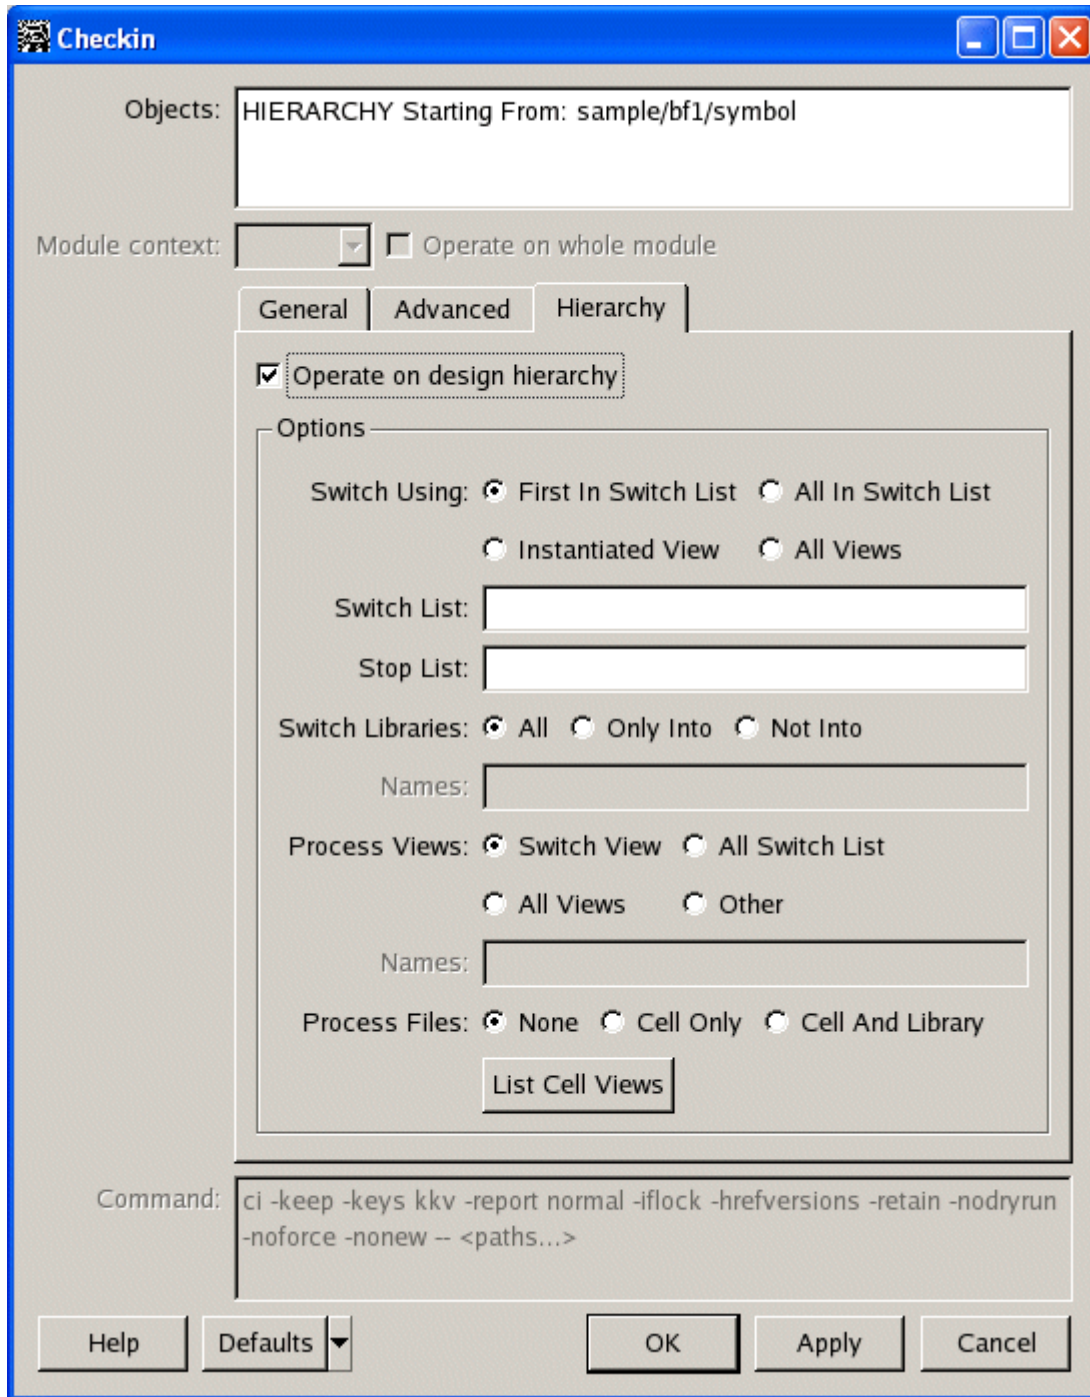 Checkin
Objects: HIERARCHY Starting From: sample/bf1/symbol
Module context: Operate on whole module
General Advanced Hierarchy
Operate on design hierarchy
Options
Switch Using: First In Switch List All In Switch List
Instantiated View All Views
Switch List:
Stop List:
Switch Libraries: All Only Into Not Into
Names:
Process Views: Switch View All Switch List
All Views Other
Names:
Process Files: None Cell Only Cell And Library
List Cell Views
Command: ci -keep -keys kkv -report normal -iflock -hrefversions -retain -nodryrun
-noforce -nonew -- <paths...>
Help Defaults OK Apply Cancel